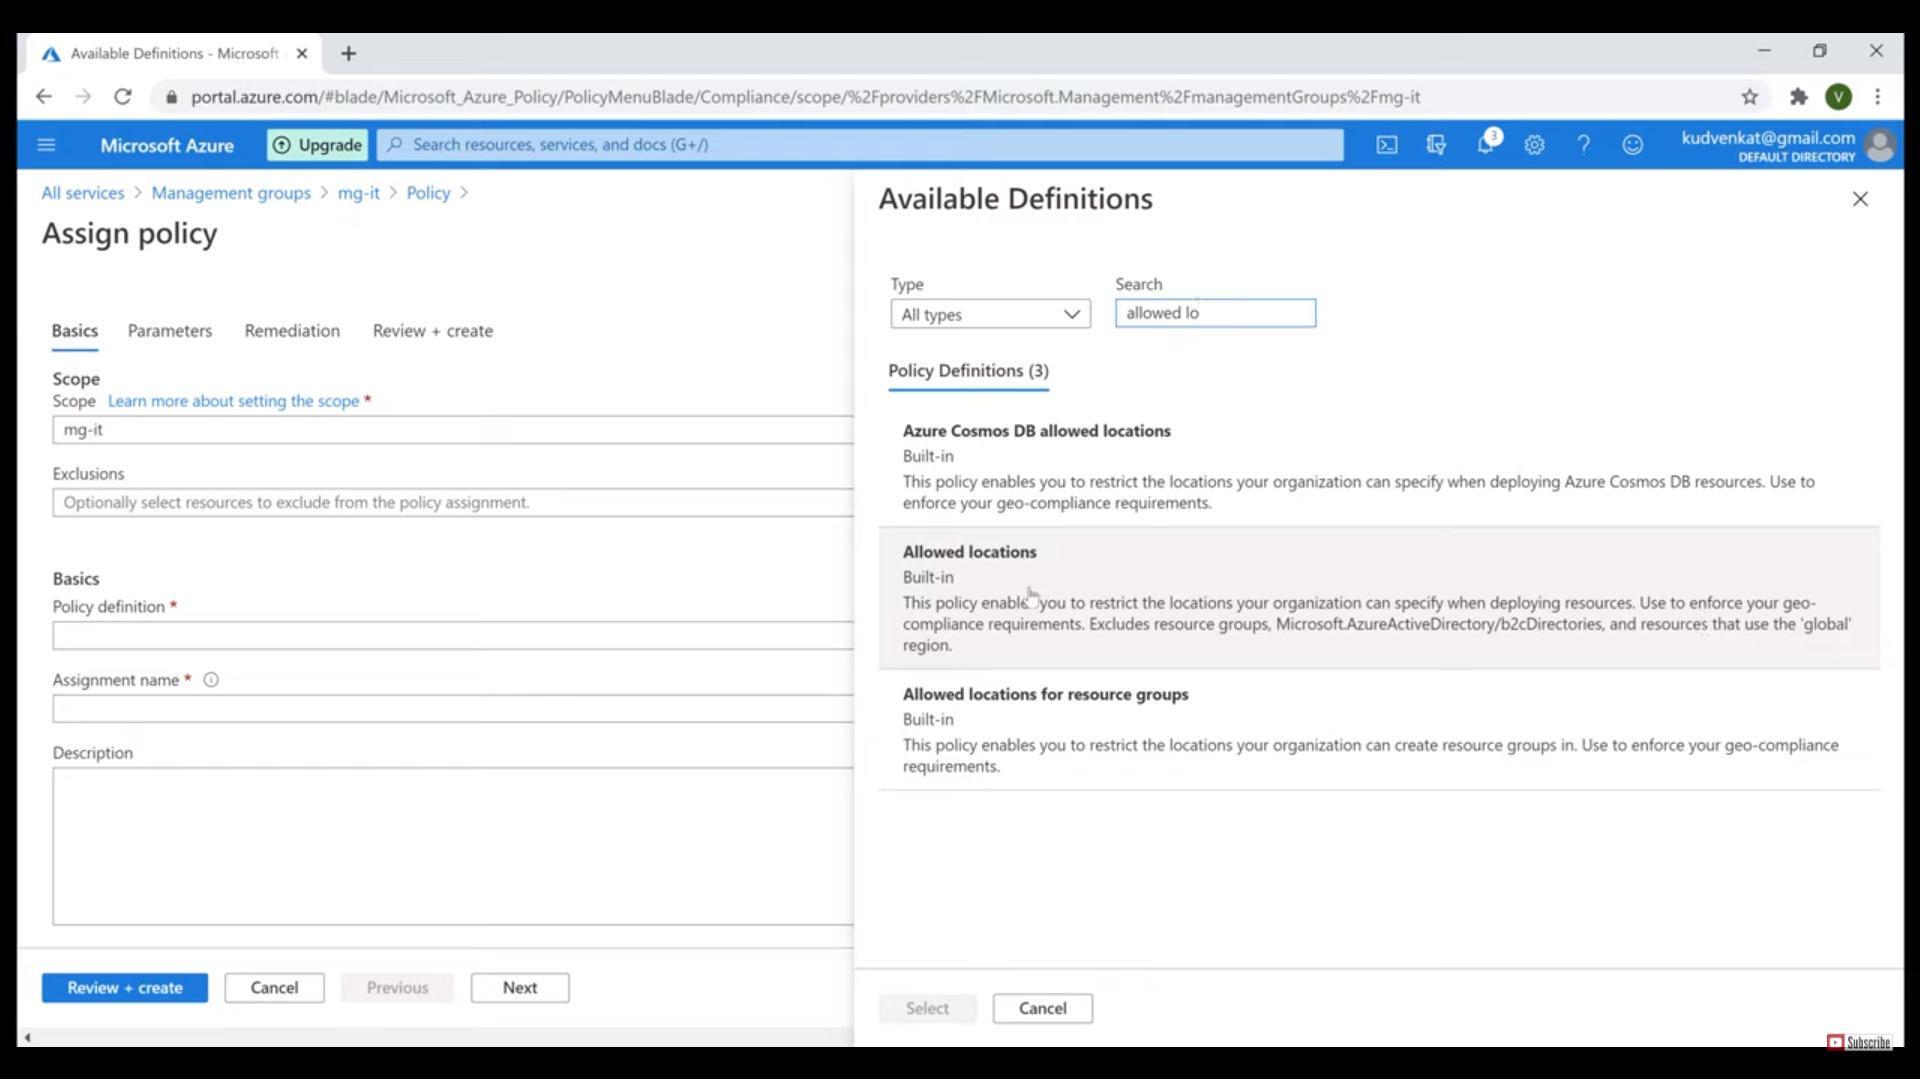 Available Definitions - Microsoft
portal.azure.com/#blade/Microsoft_Azure_Policy/PolicyMenuBlade/Compliance/scope/%2Fproviders%2FMicrosoft.Management%2FmanagementGroups%2Fmg-it
V
Microsoft Azure
Upgrade
Search resources, services, and docs (G+/)
3
kudvenkat@gmail.com
DEFAULT DIRECTORY
All services > Management groups > mg-it > Policy >
Assign policy
Basics
Parameters
Remediation
Review + create
Scope
Scope Learn more about setting the scope *
mg-it
Exclusions
Optionally select resources to exclude from the policy assignment.
Basics
Policy definition *
Assignment name *
Description
Review + create
Cancel
Previous
Next
Available Definitions
Type
All types
Search
allowed lo
Policy Definitions (3)
Azure Cosmos DB allowed locations
Built-in
This policy enables you to restrict the locations your organization can specify when deploying Azure Cosmos DB resources. Use to
enforce your geo-compliance requirements.
Allowed locations
Built-in
This policy enables you to restrict the locations your organization can specify when deploying resources. Use to enforce your geo-
compliance requirements. Excludes resource groups, Microsoft.AzureActiveDirectory/b2cDirectories, and resources that use the 'global'
region.
Allowed locations for resource groups
Built-in
This policy enables you to restrict the locations your organization can create resource groups in. Use to enforce your geo-compliance
requirements.
Select
Cancel
Subscribe